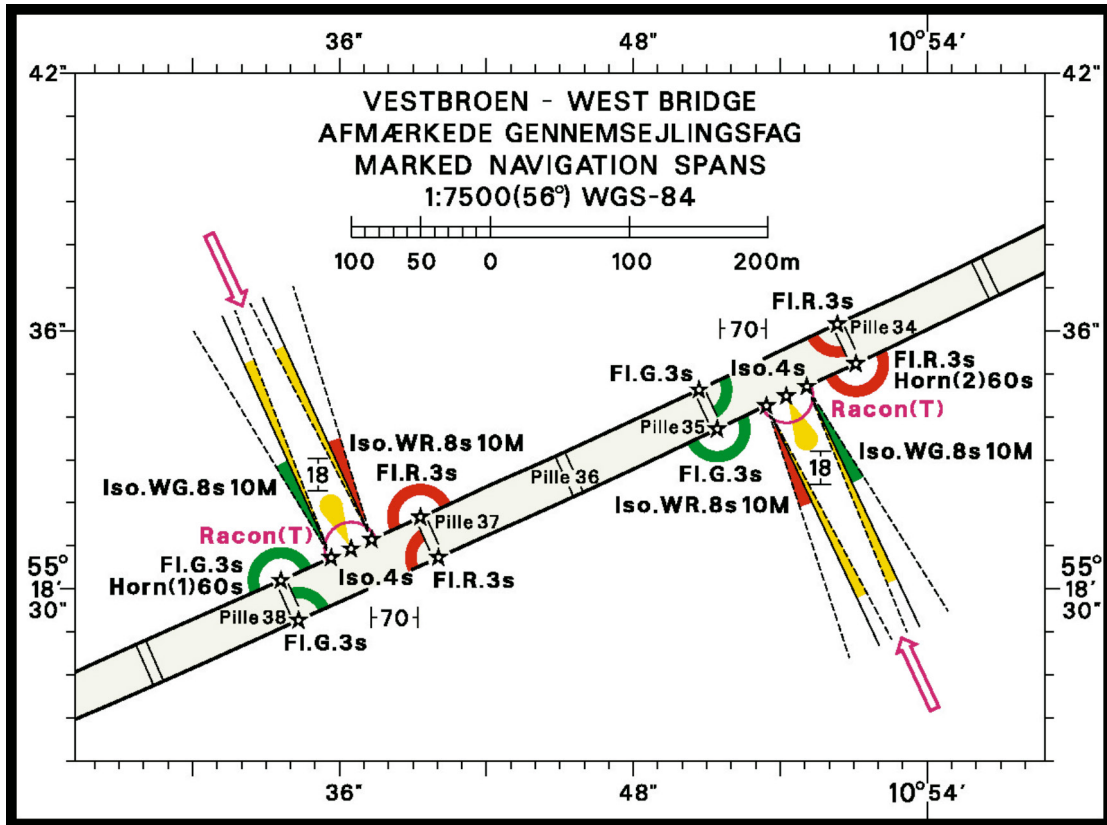 36" 48" 10°54'
42" 42"
VESTBROEN - WEST BRIDGE
AFMÆRKEDE GENNEMSEJLINGSFAG
MARKED NAVIGATION SPANS
1:7500(56°) WGS-84
100 50 0 100 200m
Fl.R.3s
36" 70 Pille 34 36"
Fl.G.3s Iso.4s Fl.R.3s
Horn(2)60s
Racon(T)
Pille 35
Iso.WR.8s 10M Iso.WG.8s 10M
18 Fl.R.3s Pille 36 Fl.G.3s 18
Iso.WG.8s 10M
Iso.WR.8s 10M
Racon(T) Pille 37
Fl.G.3s
Horn(1)60s Iso.4s Fl.R.3s
55° 55°
18' 18'
30" 30"
Pille 38 70
Fl.G.3s
36" 48" 10°54'